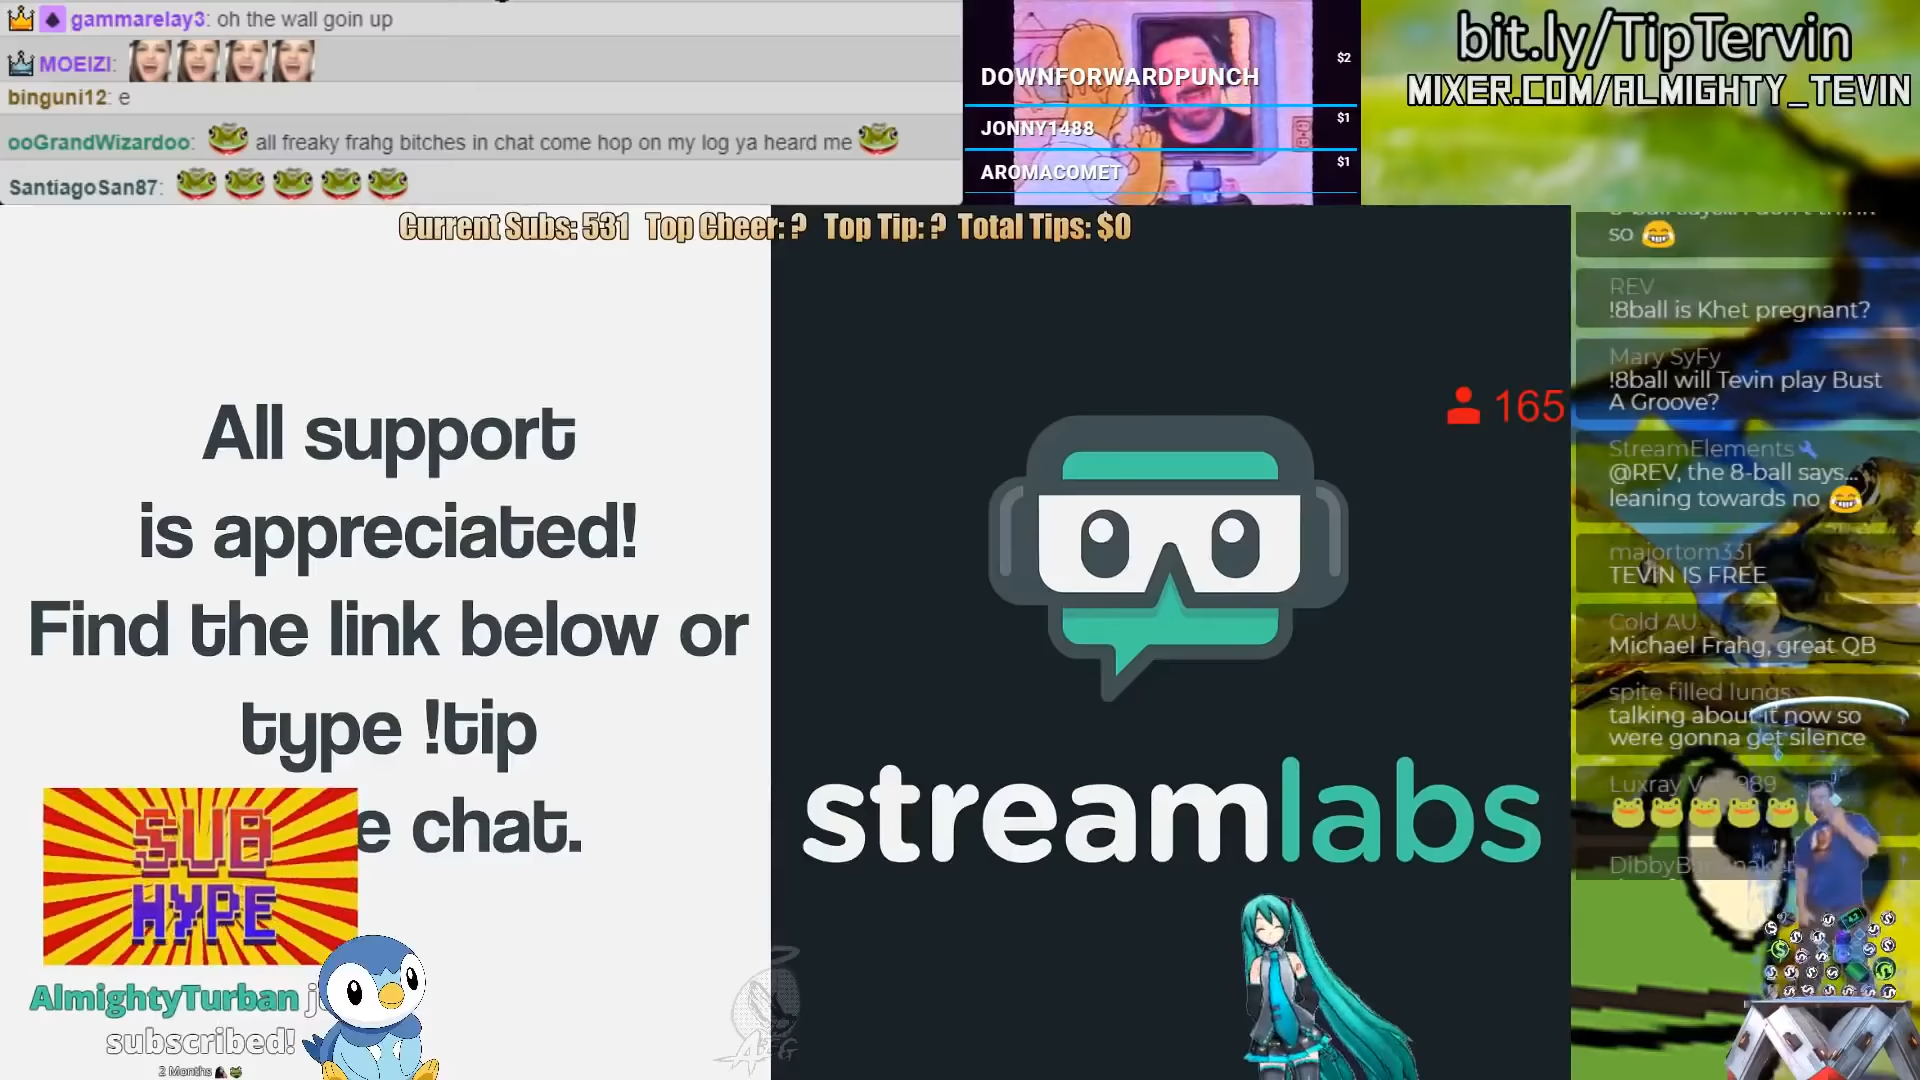 gammarelay3: oh the wall goin up
MOEIZI:
binguni12: e
ooGrandWizardoo: all freaky frahg bitches in chat come hop on my log ya heard me
SantiagoSan87:
DOWNFORWARDPUNCH $2
JONNY1488 $1
AROMACOMET $1
bit.ly/TipTervin
MIXER.COM/ALMIGHTY_TEVIN
Current Subs: 531 Top Cheer: ? Top Tip: ? Total Tips: $0
All support
is appreciated!
Find the link below or
type !tip
e chat.
SUB
HYPE
AlmightyTurban j
subscribed!
2 Months
165
streamlabs
so
REV
!8ball is Khet pregnant?
Mary SyFy
!8ball will Tevin play Bust
A Groove?
StreamElements
@REV, the 8-ball says...
leaning towards no
majortom331
TEVIN IS FREE
Cold AU
Michael Frahg, great QB
spite filled lungs
talking about it now so
were gonna get silence
Luxray